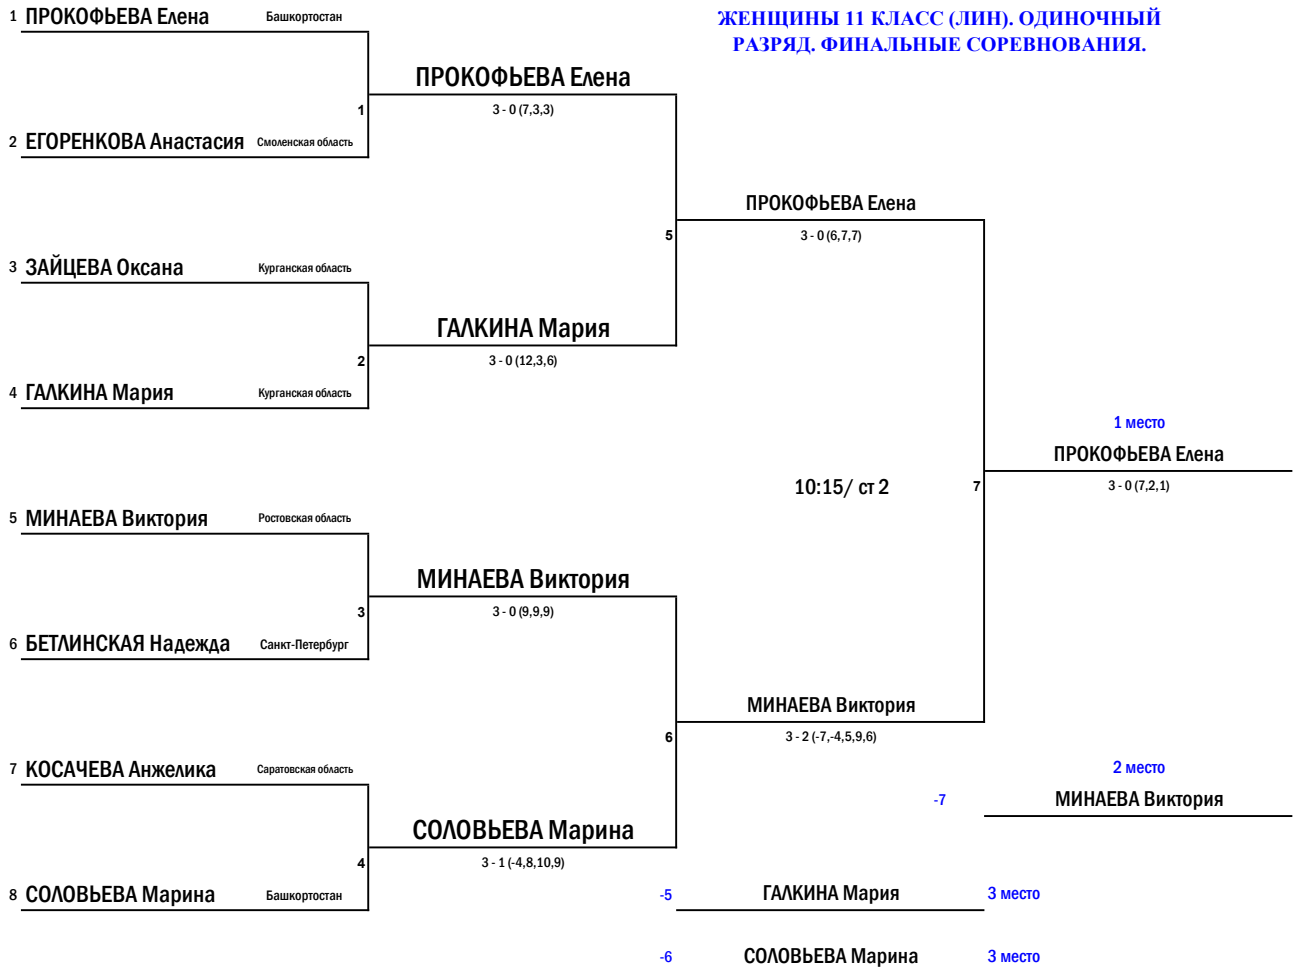 ЖЕНЩИНЫ 11 КЛАСС (ЛИН). ОДИНОЧНЫЙ
РАЗРЯД. ФИНАЛЬНЫЕ СОРЕВНОВАНИЯ.
1 ПРОКОФЬЕВА Елена Башкортостан
ПРОКОФЬЕВА Елена
1 3 - 0 (7,3,3)
2 ЕГОРЕНКОВА Анастасия Смоленская область
ПРОКОФЬЕВА Елена
5 3 - 0 (6,7,7)
3 ЗАЙЦЕВА Оксана Курганская область
ГАЛКИНА Мария
2 3 - 0 (12,3,6)
4 ГАЛКИНА Мария Курганская область
1 место
ПРОКОФЬЕВА Елена
10:15/ ст 2 7 3 - 0 (7,2,1)
5 МИНАЕВА Виктория Ростовская область
МИНАЕВА Виктория
3 3 - 0 (9,9,9)
6 БЕТЛИНСКАЯ Надежда Санкт-Петербург
МИНАЕВА Виктория
6 3 - 2 (-7,-4,5,9,6)
7 КОСАЧЕВА Анжелика Саратовская область
2 место
-7 МИНАЕВА Виктория
СОЛОВЬЕВА Марина
4 3 - 1 (-4,8,10,9)
8 СОЛОВЬЕВА Марина Башкортостан
-5 ГАЛКИНА Мария 3 место
-6 СОЛОВЬЕВА Марина 3 место